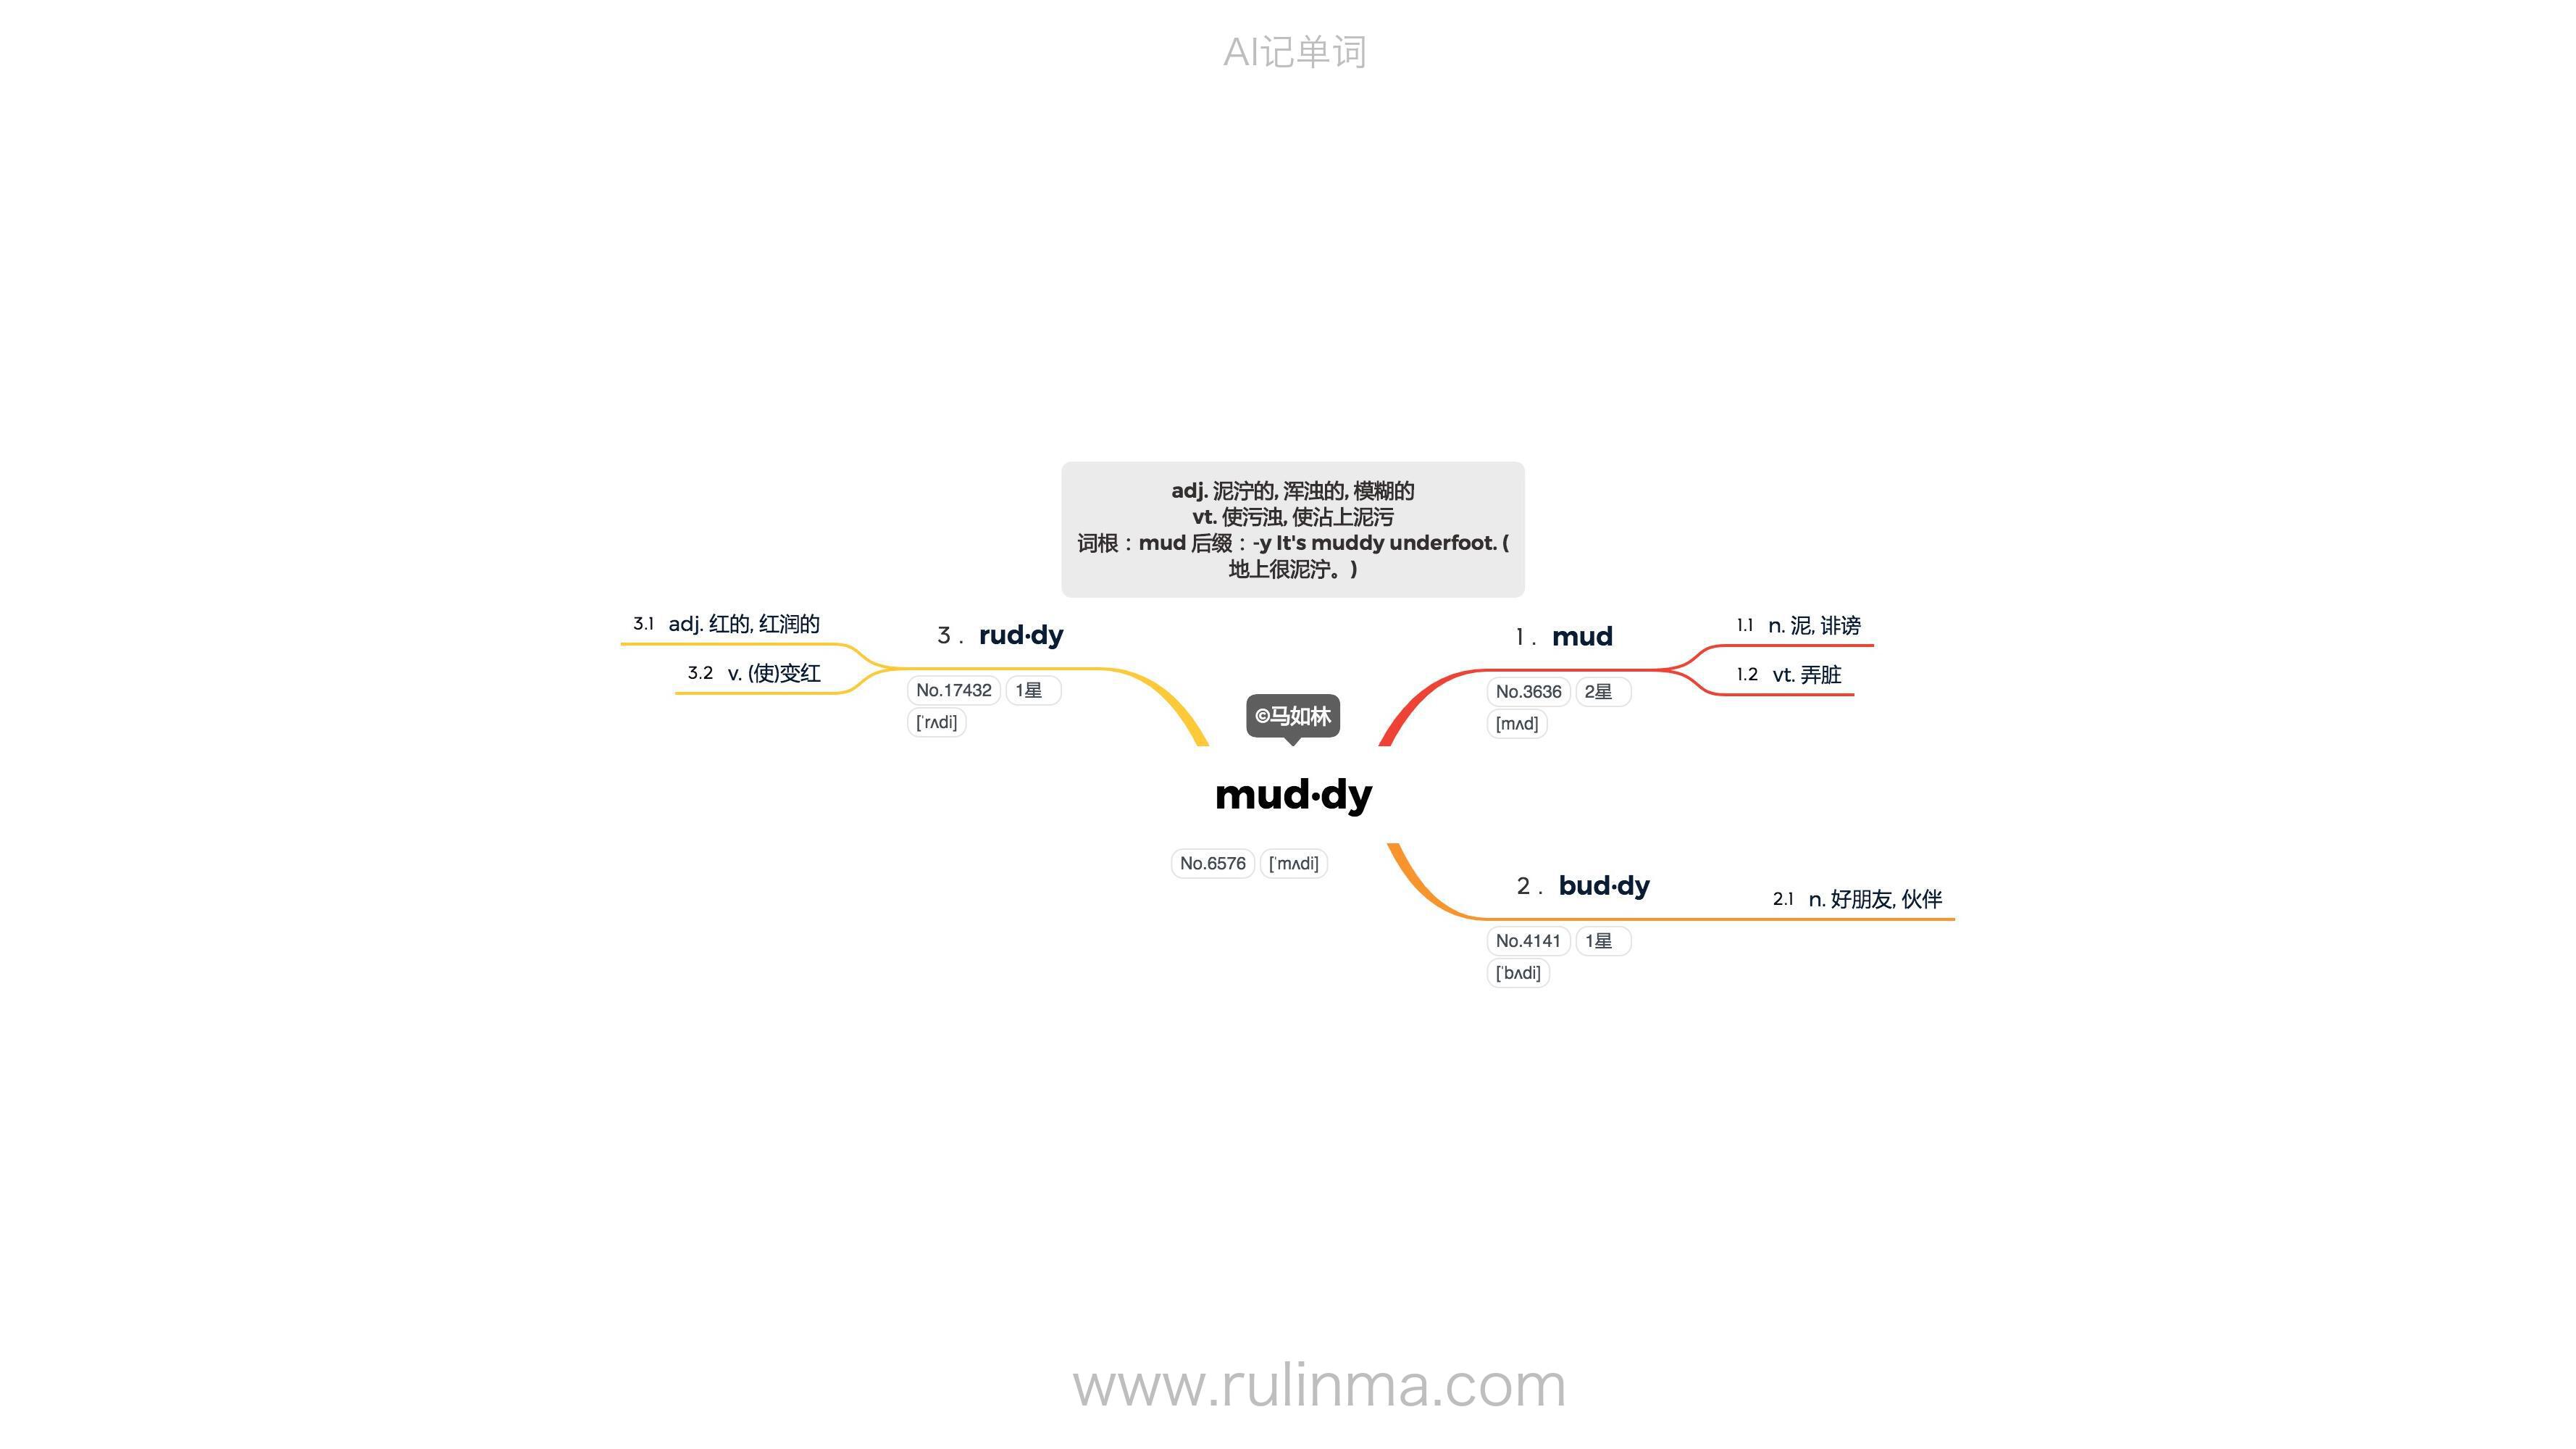 AI记单词
adj. 泥泞的, 浑浊的, 模糊的
vt. 使污浊, 使沾上泥污
词根：mud 后缀：-y It's muddy underfoot. (
地上很泥泞。)
©马如林
mud·dy
No.6576 [ˈmʌdi]
1. mud
No.3636 2星
[mʌd]
1.1 n. 泥, 诽谤
1.2 vt. 弄脏
2. bud·dy
No.4141 1星
[ˈbʌdi]
2.1 n. 好朋友, 伙伴
3. rud·dy
No.17432 1星
[ˈrʌdi]
3.1 adj. 红的, 红润的
3.2 v. (使)变红
www.rulinma.com